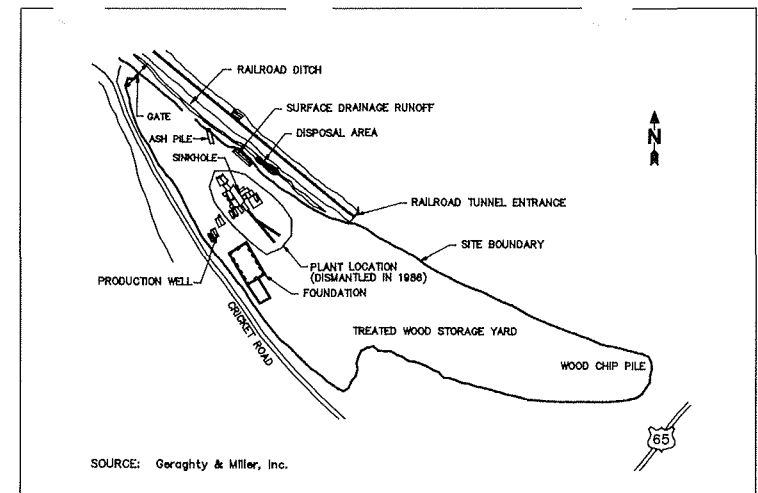 RAILROAD DITCH
SURFACE DRAINAGE RUNOFF
GATE
DISPOSAL AREA
ASH PILE
SINKHOLE
N
RAILROAD TUNNEL ENTRANCE
SITE BOUNDARY
PLANT LOCATION
(DISMANTLED IN 1986)
PRODUCTION WELL
FOUNDATION
CRICKET ROAD
TREATED WOOD STORAGE YARD
WOOD CHIP PILE
65
SOURCE: Geraghty & Miller, Inc.